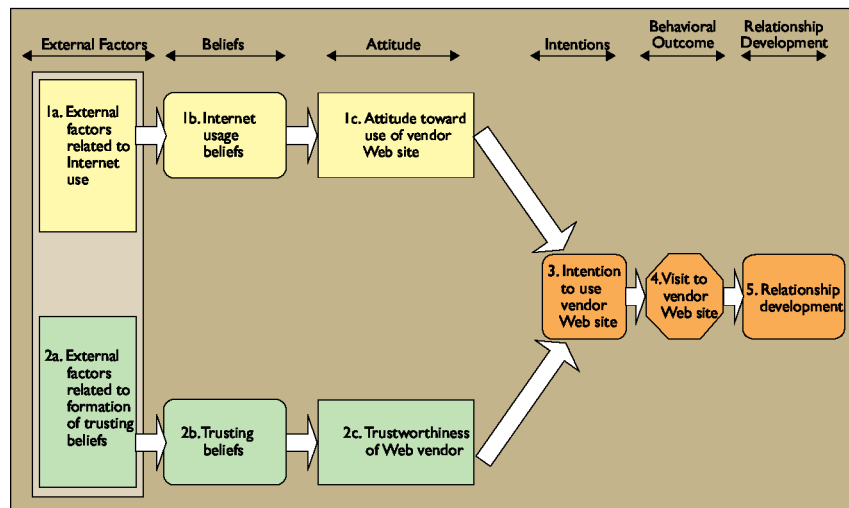 External Factors
Beliefs
Attitude
Intentions
Behavioral
Outcome
Relationship
Development
1a. External
factors
related to
Internet
use
1b. Internet
usage
beliefs
1c. Attitude toward
use of vendor
Web site
3. Intention
to use
vendor
Web site
4. Visit to
vendor
Web site
5. Relationship
development
2a. External
factors
related to
formation
of trusting
beliefs
2b. Trusting
beliefs
2c. Trustworthiness
of Web vendor